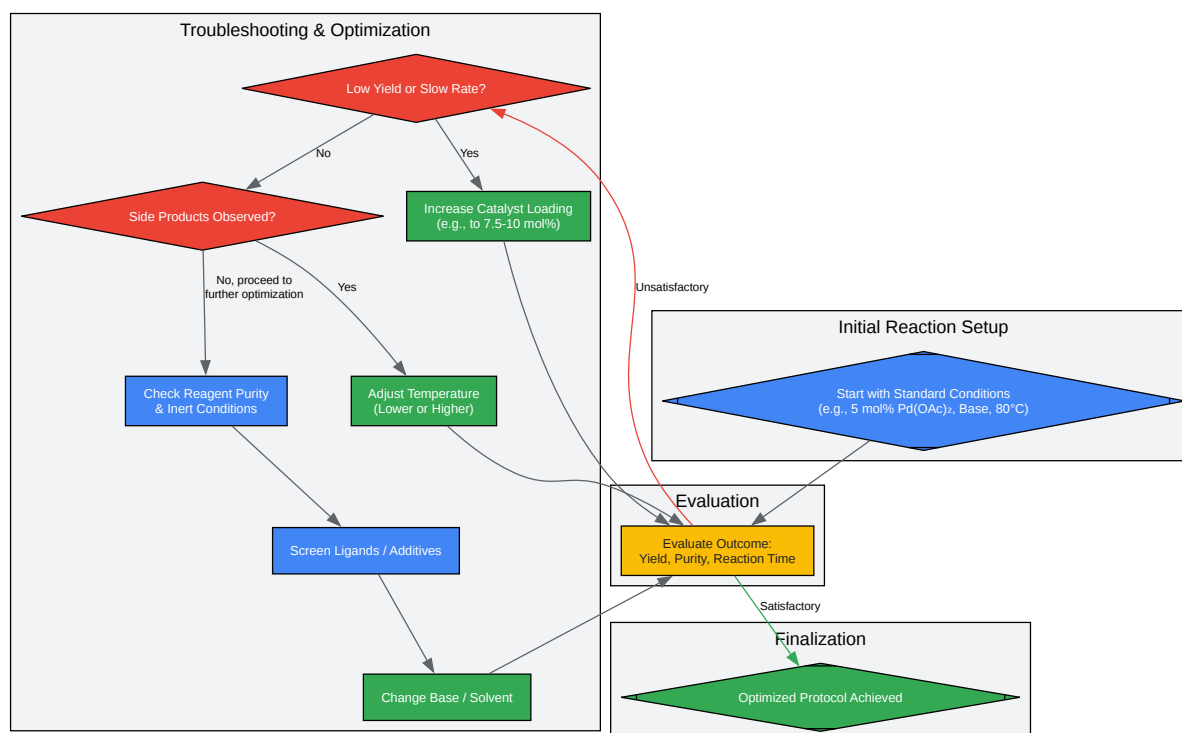 Troubleshooting & Optimization
Low Yield or Slow Rate?
No
Yes
Side Products Observed?
Increase Catalyst Loading
(e.g., to 7.5-10 mol%)
No, proceed to
further optimization
Yes
Unsatisfactory
Initial Reaction Setup
Start with Standard Conditions
(e.g., 5 mol% Pd(OAc)₂, Base, 80°C)
Check Reagent Purity
& Inert Conditions
Adjust Temperature
(Lower or Higher)
Evaluation
Evaluate Outcome:
Yield, Purity, Reaction Time
Screen Ligands / Additives
Satisfactory
Finalization
Change Base / Solvent
Optimized Protocol Achieved